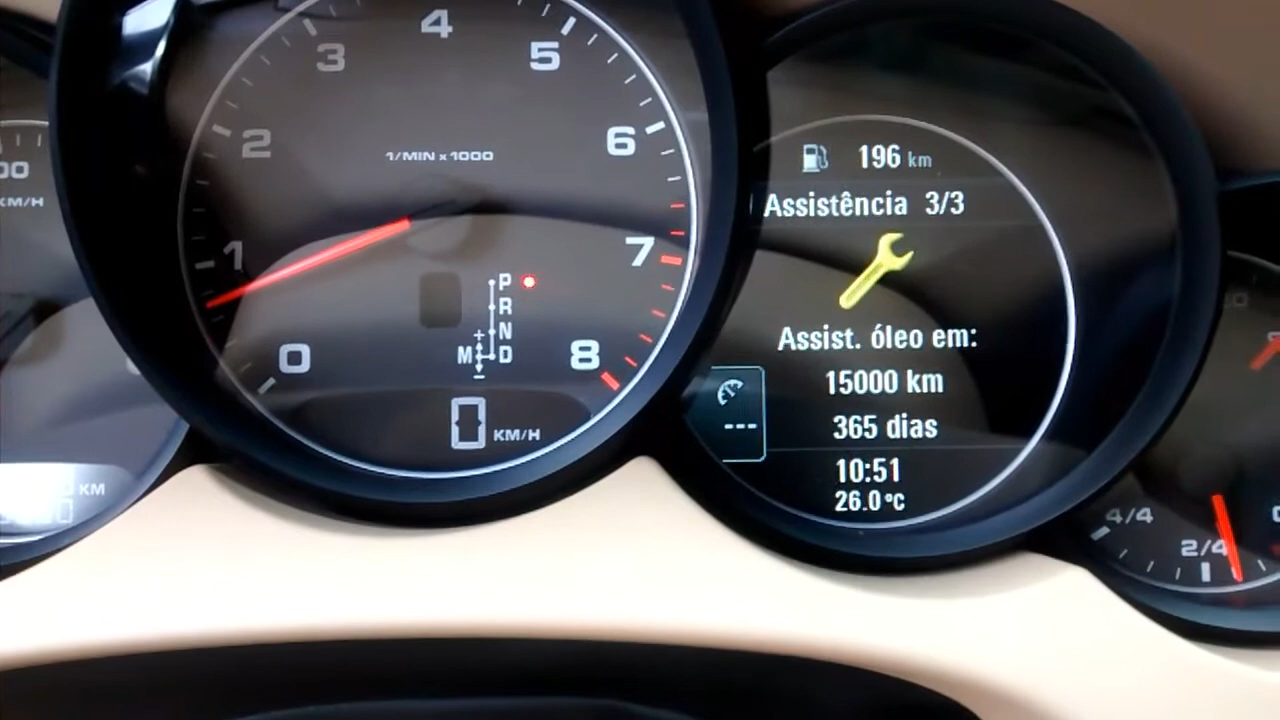 4
3
5
2
6
1/MIN x 1000
1
7
P
R
N
M D
+
-
0
8
0 KM/H
00
KM/H
KM
196 km
Assistência 3/3
Assist. óleo em:
15000 km
365 dias
---
10:51
26.0°C
4/4
2/4